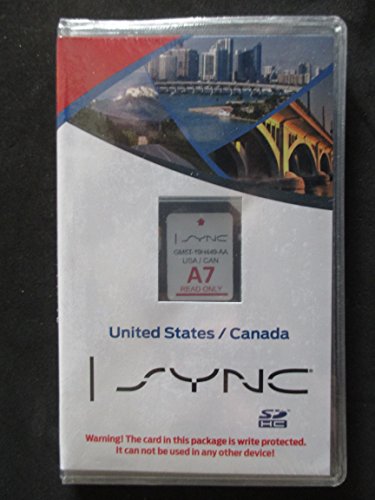 SYNC
GM5T-19H449-AA
USA / CAN
A7
READ ONLY
United States / Canada
SYNC®
SD
HC
Warning! The card in this package is write protected.
It can not be used in any other device!